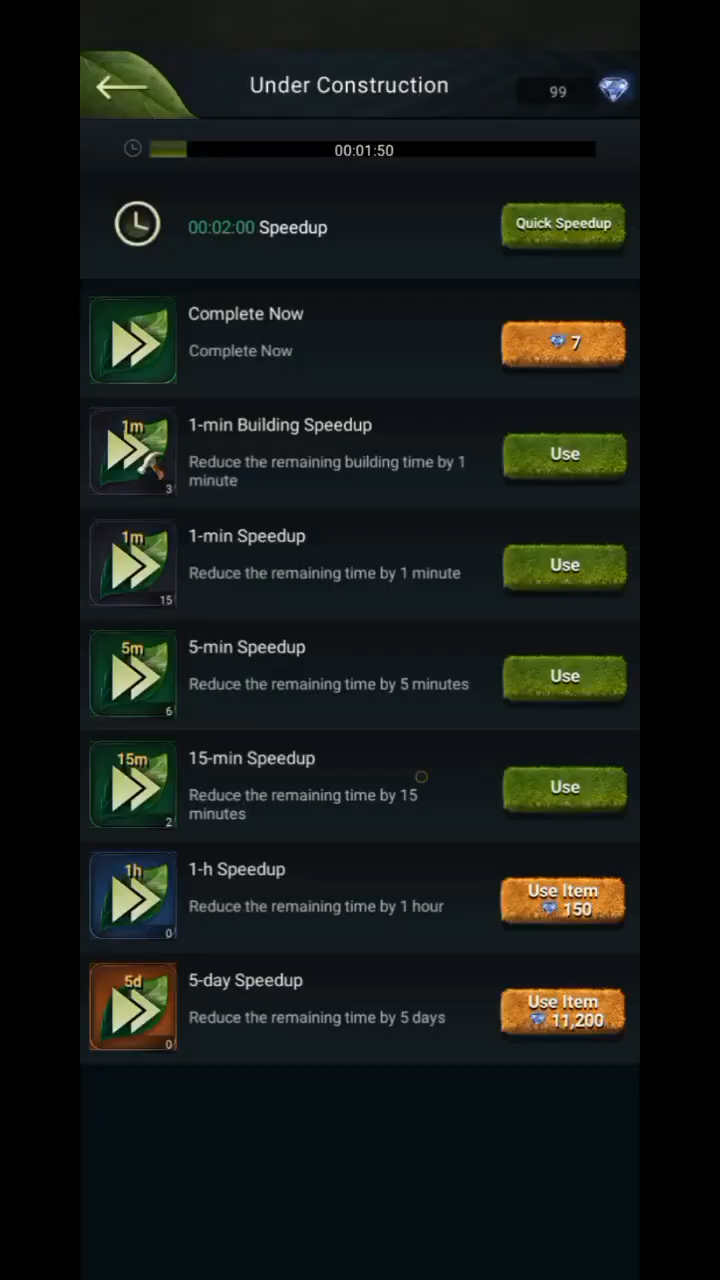 Under Construction
99
00:01:50
00:02:00 Speedup
Quick Speedup
Complete Now
Complete Now
7
1m
3
1-min Building Speedup
Reduce the remaining building time by 1
minute
Use
1m
15
1-min Speedup
Reduce the remaining time by 1 minute
Use
5m
6
5-min Speedup
Reduce the remaining time by 5 minutes
Use
15m
2
15-min Speedup
Reduce the remaining time by 15
minutes
Use
1h
0
1-h Speedup
Reduce the remaining time by 1 hour
Use Item
150
5d
0
5-day Speedup
Reduce the remaining time by 5 days
Use Item
11,200